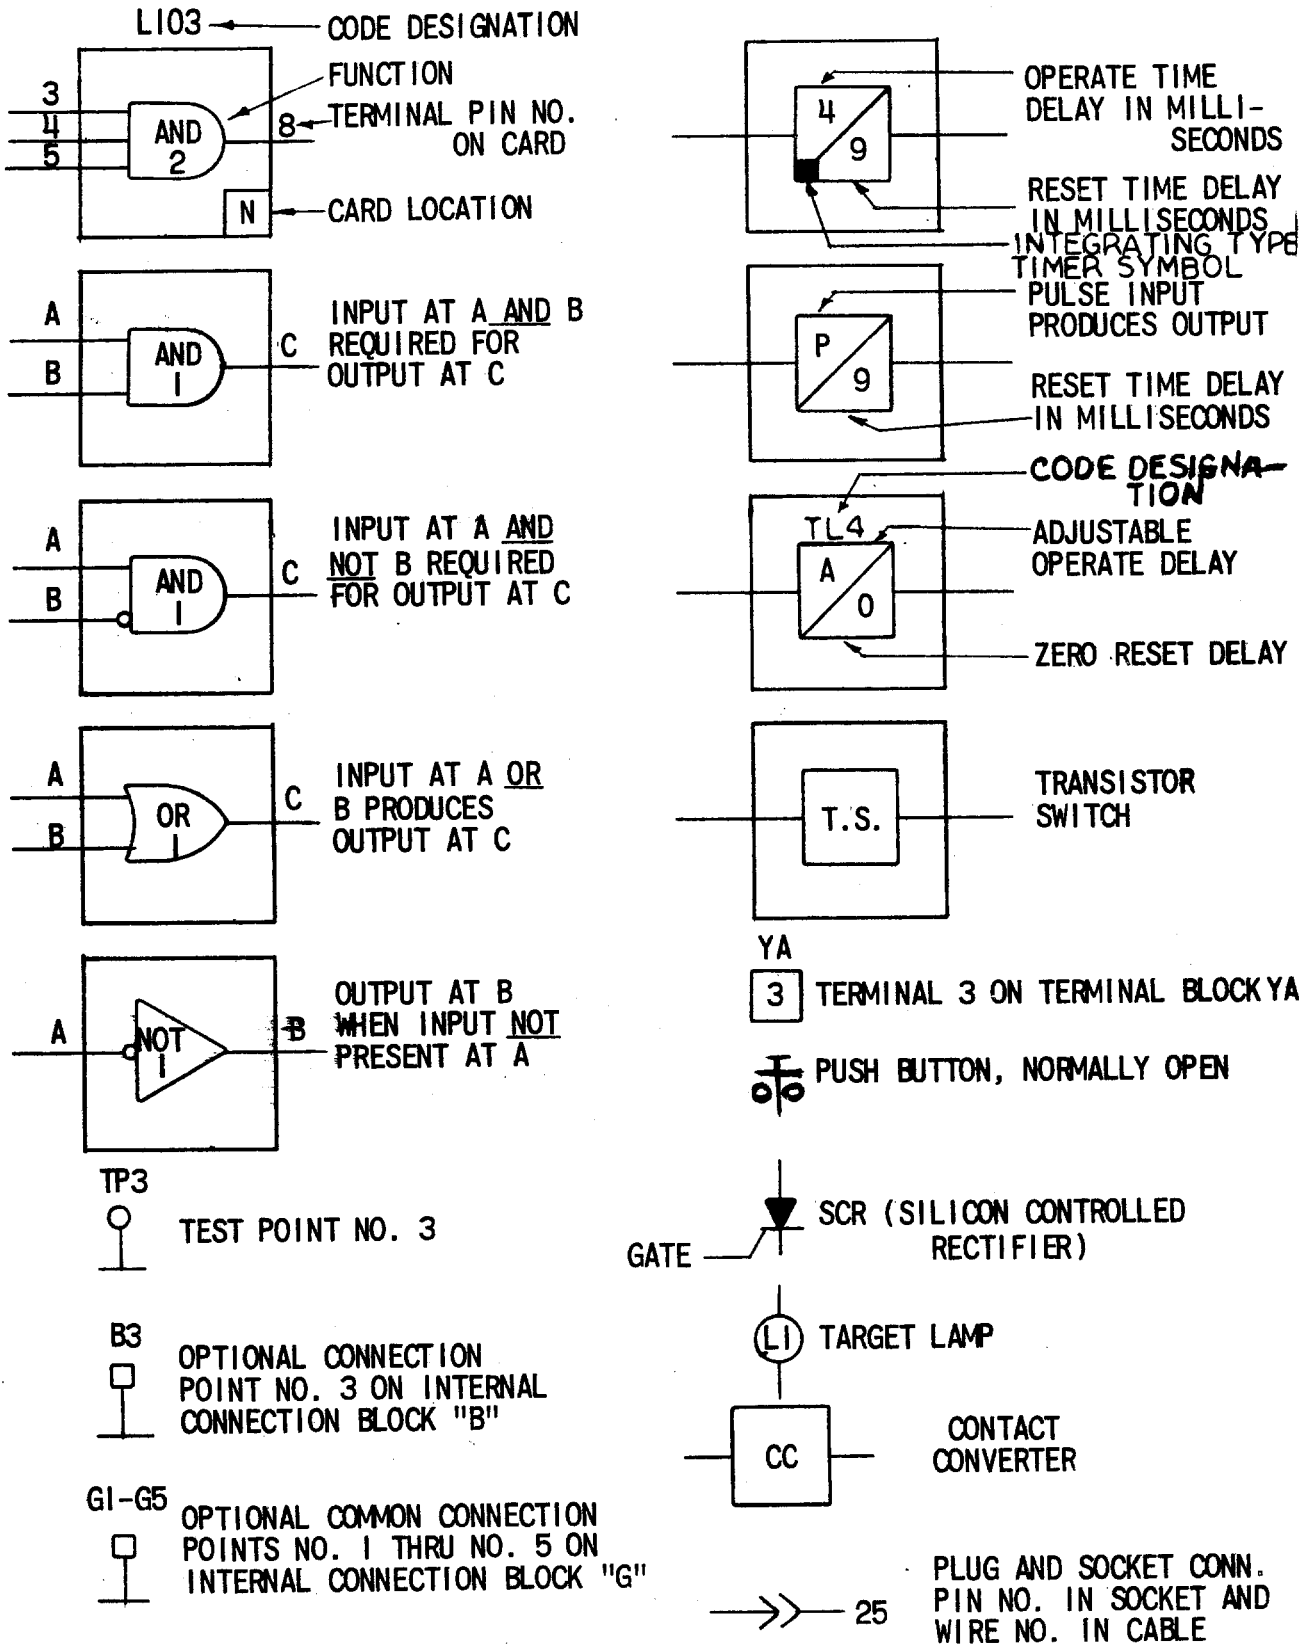 L103
CODE DESIGNATION
FUNCTION
3
4
5
AND
2
8
TERMINAL PIN NO.
ON CARD
N
CARD LOCATION
A
B
AND
1
C
INPUT AT A AND B
REQUIRED FOR
OUTPUT AT C
A
B
AND
1
C
INPUT AT A AND
NOT B REQUIRED
FOR OUTPUT AT C
A
B
OR
1
C
INPUT AT A OR
B PRODUCES
OUTPUT AT C
A
NOT
1
B
OUTPUT AT B
WHEN INPUT NOT
PRESENT AT A
TP3
TEST POINT NO. 3
B3
OPTIONAL CONNECTION
POINT NO. 3 ON INTERNAL
CONNECTION BLOCK "B"
G1-G5
OPTIONAL COMMON CONNECTION
POINTS NO. 1 THRU NO. 5 ON
INTERNAL CONNECTION BLOCK "G"
4
9
OPERATE TIME
DELAY IN MILLI-
SECONDS
RESET TIME DELAY
IN MILLISECONDS
INTEGRATING TYPE
TIMER SYMBOL
P
9
PULSE INPUT
PRODUCES OUTPUT
RESET TIME DELAY
IN MILLISECONDS
CODE DESIGNA-
TION
TL4
A
0
ADJUSTABLE
OPERATE DELAY
ZERO RESET DELAY
T.S.
TRANSISTOR
SWITCH
YA
3
TERMINAL 3 ON TERMINAL BLOCK YA
PUSH BUTTON, NORMALLY OPEN
GATE
SCR (SILICON CONTROLLED
RECTIFIER)
L1
TARGET LAMP
CC
CONTACT
CONVERTER
25
PLUG AND SOCKET CONN.
PIN NO. IN SOCKET AND
WIRE NO. IN CABLE